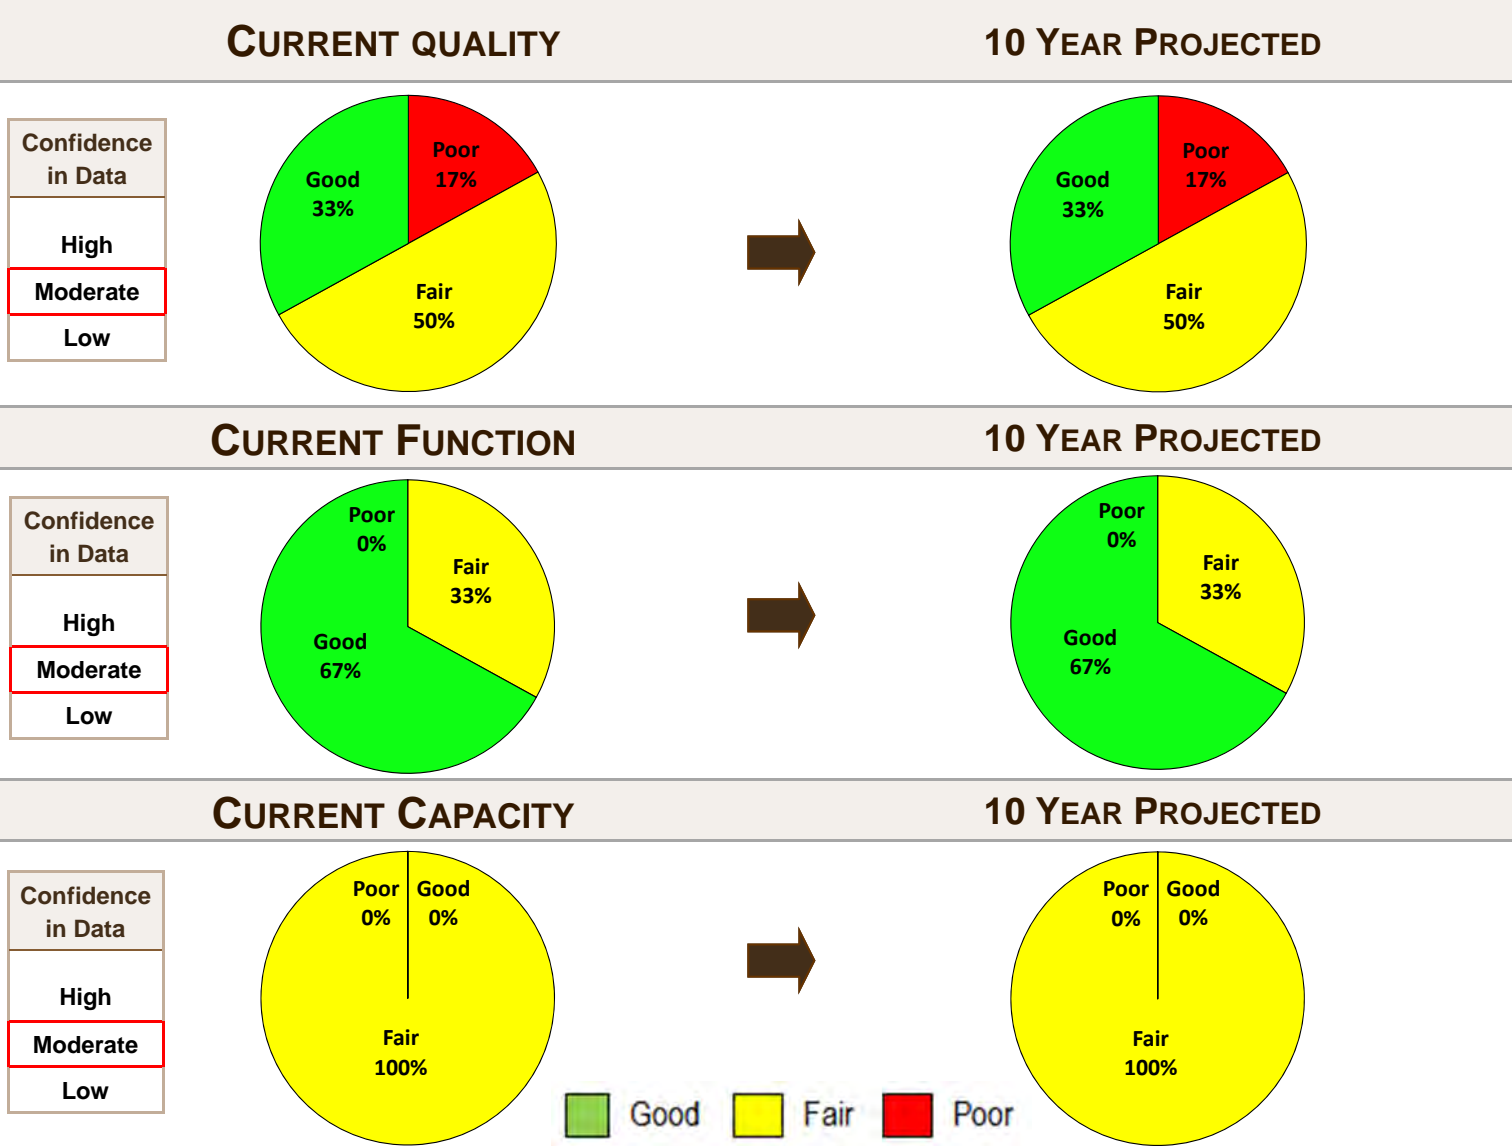 CURRENT QUALITY
10 YEAR PROJECTED
Confidence
in Data
High
Moderate
Low
Good
33%
Poor
17%
Fair
50%
Good
33%
Poor
17%
Fair
50%
CURRENT FUNCTION
10 YEAR PROJECTED
Confidence
in Data
High
Moderate
Low
Poor
0%
Fair
33%
Good
67%
Poor
0%
Fair
33%
Good
67%
CURRENT CAPACITY
10 YEAR PROJECTED
Confidence
in Data
High
Moderate
Low
Poor
0%
Good
0%
Fair
100%
Poor
0%
Good
0%
Fair
100%
Good Fair Poor